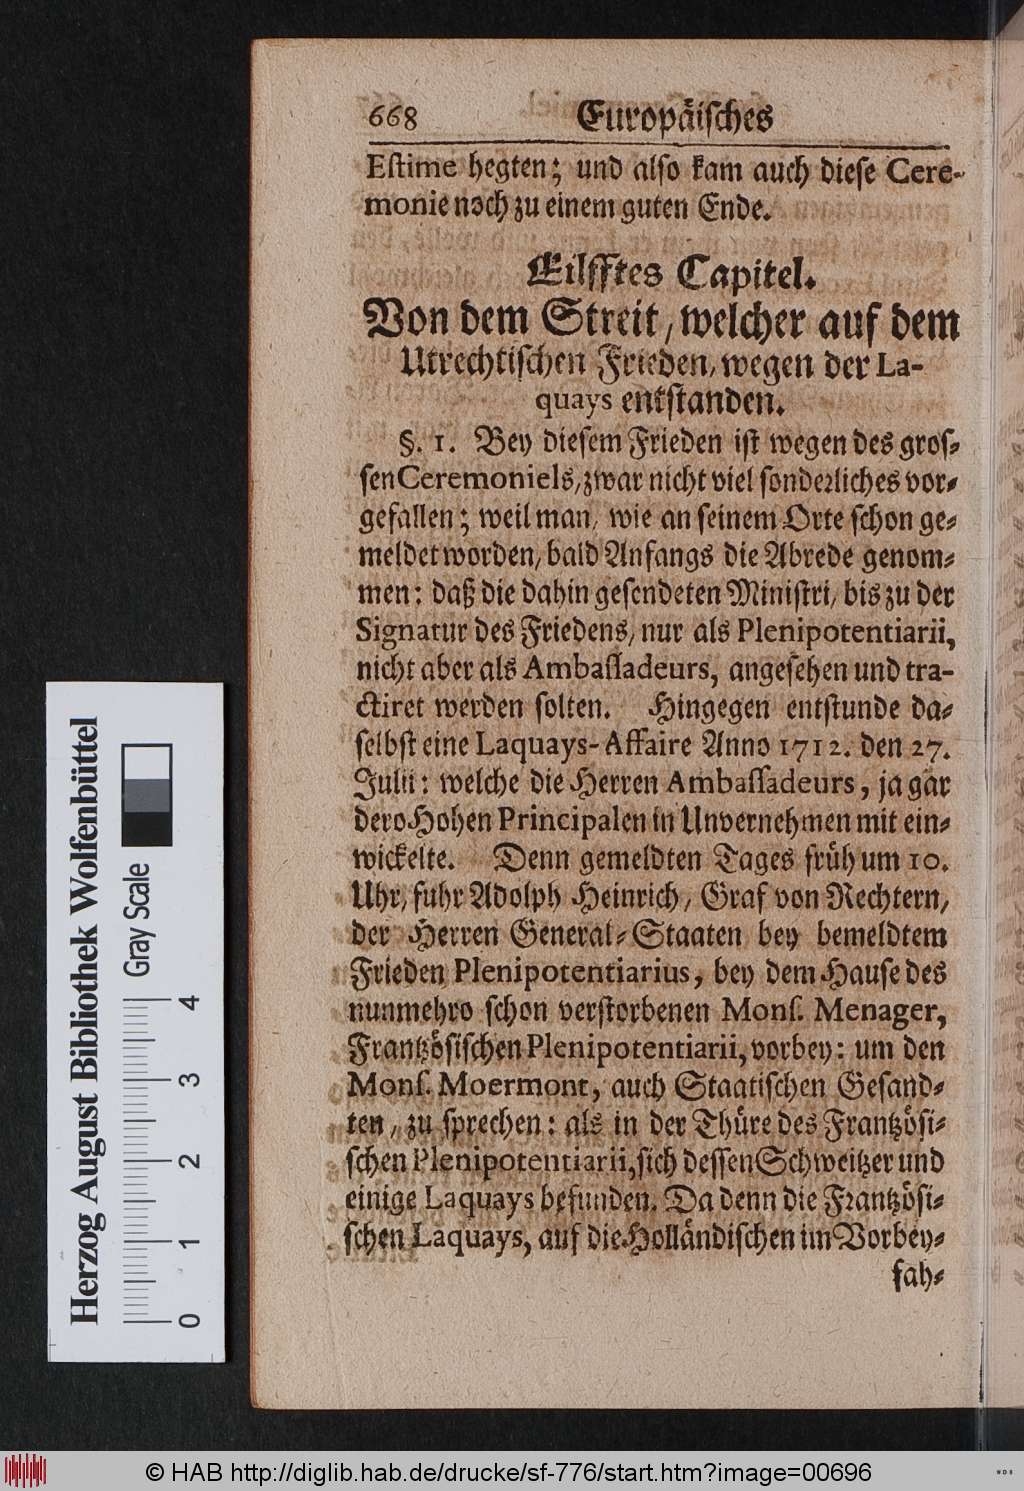 668 Europäisches
Eſtime hegten; und alſo kam auch dieſe Cere-
monie noch zu einem guten Ende.
Eilfftes Capitel.
Von dem Streit, welcher auf dem
Utrechtiſchen Frieden, wegen der La-
quays entſtanden.
§. 1. Bey dieſem Frieden iſt wegen des groſ-
ſen Ceremoniels, zwar nicht viel ſonderliches vor-
gefallen; weil man, wie an ſeinem Orte ſchon ge-
meldet worden, bald Anfangs die Abrede genom-
men: daß die dahin geſendeten Miniſtri, bis zu der
Signatur des Friedens, nur als Plenipotentiarii,
nicht aber als Ambaſſadeurs, angeſehen und tra-
ctiret werden ſolten. Hingegen entſtunde da-
ſelbſt eine Laquays-Affaire Anno 1712. den 27.
Julii: welche die Herren Ambaſſadeurs, ja gar
dero Hohen Principalen in Unvernehmen mit ein-
wickelte. Denn gemeldten Tages früh um 10.
Uhr, fuhr Adolph Heinrich, Graf von Rechtern,
der Herren General-Staaten bey bemeldtem
Frieden Plenipotentiarius, bey dem Hauſe des
nunmehro ſchon verſtorbenen Monſ. Menager,
Frantzöſiſchen Plenipotentiarii, vorbey: um den
Monſ. Moermont, auch Staatiſchen Geſand-
ten, zu ſprechen: als in der Thüre des Frantzöſi-
ſchen Plenipotentiarii, ſich deſſen Schweitzer und
einige Laquays befunden. Da denn die Frantzöſi-
ſchen Laquays, auf die Holländiſchen im Vorbey-
fah-
Herzog August Bibliothek Wolfenbüttel
Gray Scale
0 1 2 3 4
© HAB http://diglib.hab.de/drucke/sf-776/start.htm?image=00696
WDB